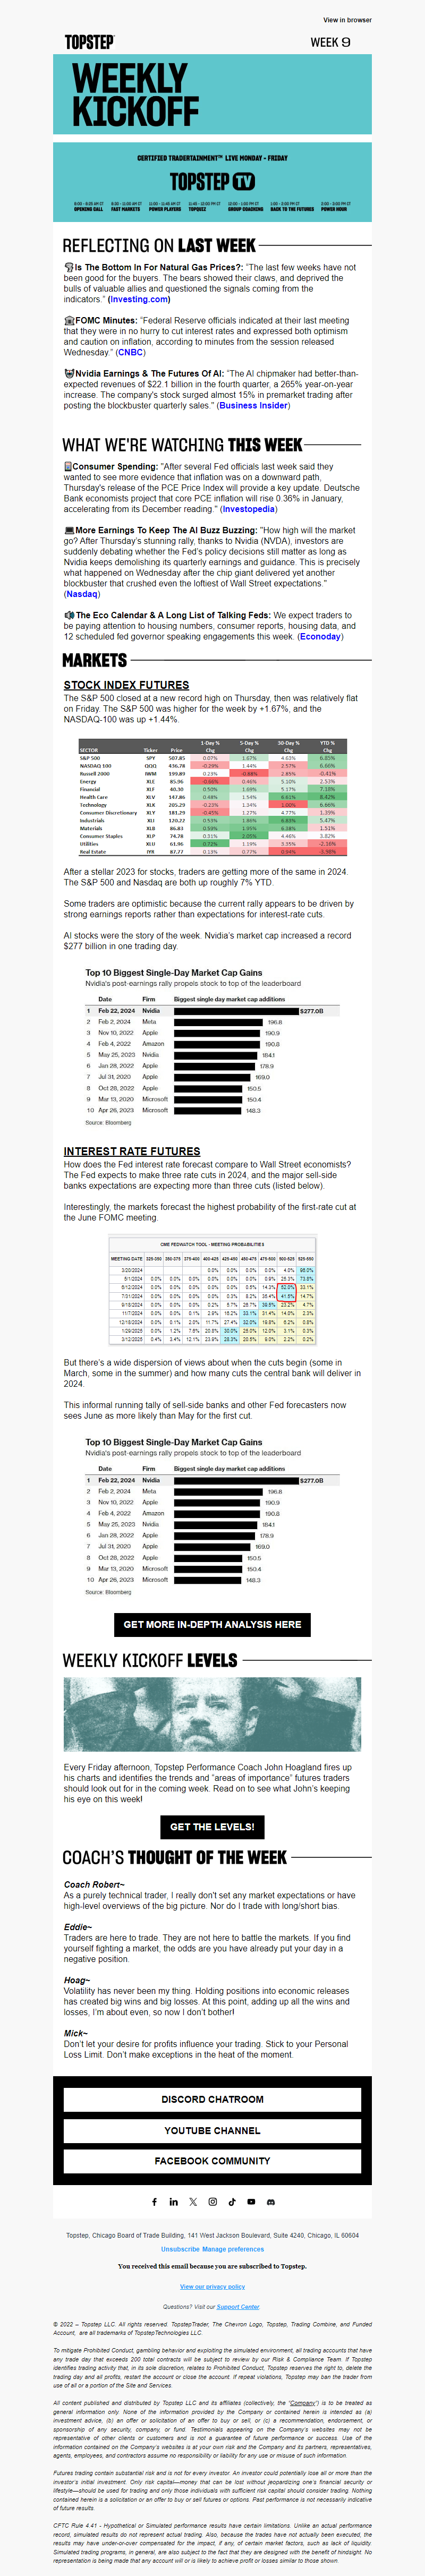 View in browser
TOPSTEP
WEEK 9
WEEKLY
KICKOFF
CERTIFIED TRADERTAINMENT™ LIVE MONDAY - FRIDAY
TOPSTEP TV
OPENING BELL FAST MARKETS POWER PLAYERS TOPQUIZ GROUP COACHING BACK TO THE FUTURES POWER HOUR
REFLECTING ON LAST WEEK
Is The Bottom In For Natural Gas Prices?: "The last few weeks have not
been good for the buyers. The bears showed their claws, and deprived the
bulls of valuable allies and questioned the signals coming from the
indicators." (Investing.com)
FOMC Minutes: "Federal Reserve officials indicated at their last meeting
that they were in no hurry to cut interest rates and expressed both optimism
and caution on inflation, according to minutes from the session released
Wednesday." (CNBC)
Nvidia Earnings & The Futures Of AI: "The AI chipmaker had better-than-
expected revenues of $22.1 billion in the fourth quarter, a 265% year-on-year
increase. The company's stock surged almost 15% in premarket trading after
posting the blockbuster quarterly sales." (Business Insider)
WHAT WE'RE WATCHING THIS WEEK
Consumer Spending: "After several Fed officials last week said they
wanted to see more evidence that inflation was on a downward path,
Thursday's release of the PCE Price Index will provide a key update. Deutsche
Bank economists project that core PCE inflation will rise 0.36% in January,
accelerating from its December reading." (Investopedia)
More Earnings To Keep The AI Buzz Buzzing: "How high will the market
go? After Thursday's stunning rally, thanks to Nvidia (NVDA), investors are
suddenly debating whether the Fed's policy decisions still matter as long as
Nvidia keeps demolishing its quarterly earnings and guidance. This is precisely
what happened on Wednesday after the chip giant delivered yet another
blockbuster that crushed even the loftiest of Wall Street expectations."
(Nasdaq)
The Eco Calendar & A Long List of Talking Feds: We expect traders to
be paying attention to housing numbers, consumer reports, housing data, and
12 scheduled fed governor speaking engagements this week. (Econoday)
MARKETS
STOCK INDEX FUTURES
The S&P 500 closed at a new record high on Thursday, then was relatively flat
on Friday. The S&P 500 was higher for the week by +1.67%, and the
NASDAQ-100 was up +1.44%.
1-Day % 5-Day % 30-Day % YTD %
SECTOR Ticker Price Chg Chg Chg Chg
S&P 500 SPY 507.85 0.07% 1.67% 4.63% 6.85%
NASDAQ 100 QQQ 436.78 -0.29% 1.44% 2.57% 6.66%
Russell 2000 IWM 199.89 0.23% -0.68% 2.85% -0.41%
Energy XLE 85.96 0.46% 5.10% 2.53%
Financial XLF 40.30 0.50% 1.69% 5.17% 7.18%
Health Care XLV 147.86 0.48% 1.54% 8.42%
Technology XLK 205.29 -0.23% 1.34% 1.00% 6.66%
Consumer Discretionary XLY 181.29 -0.45% 1.27% 4.77% 1.39%
Industrials XLI 120.22 0.53% 1.96% 5.47%
Materials XLB 86.83 0.59% 1.95% 6.38% 1.51%
Consumer Staples XLP 74.78 0.31% 2.05% 4.46% 3.82%
Utilities XLU 61.96 0.72% 1.19% 3.35% -2.16%
Real Estate IYR 87.77 0.13% 0.77% 0.94% -3.98%
After a stellar 2023 for stocks, traders are getting more of the same in 2024.
The S&P and Nasdaq are both up roughly 7% YTD.
Some traders are optimistic because the current rally appears to be driven by
strong earnings reports rather than expectations for interest-rate cuts.
AI stocks were the story of the week. Nvidia's market cap increased a record
$277 billion in one trading day.
Top 10 Biggest Single-Day Market Cap Gains
Nvidia's post-earnings rally propels stock to top of the leaderboard
Date Firm Biggest single day market cap additions
1 Feb 22, 2024 Nvidia $277.0B
2 Feb 2, 2024 Meta 196.8
3 Nov 10, 2022 Apple 190.9
4 Feb 4, 2022 Amazon 190.8
5 May 25, 2023 Nvidia 184.1
6 Jan 28, 2022 Apple 178.9
7 Jul 31, 2020 Apple 169.0
8 Oct 28, 2022 Apple 150.5
9 Mar 13, 2020 Microsoft 150.4
10 Apr 26, 2023 Microsoft 148.3
Source: Bloomberg
INTEREST RATE FUTURES
How does the Fed interest rate forecast compare to Wall Street economists?
The Fed expects to make three rate cuts in 2024, and the major sell-side
banks expectations are expecting more than three cuts (listed below).
Interestingly, the markets forecast the highest probability of the first-rate cut at
the June FOMC meeting.
CME FEDWATCH TOOL - MEETING PROBABILITIES
MEETING DATE 325-350 350-375 375-400 400-425 425-450 450-475 475-500 500-525 525-550
3/20/2024 0.0% 0.0% 0.0% 0.0% 4.0% 96.0%
5/1/2024 0.0% 0.0% 0.0% 0.0% 0.0% 0.0% 0.9% 25.3% 73.8%
6/12/2024 0.0% 0.0% 0.0% 0.0% 0.0% 0.5% 14.3% 52.0% 33.1%
7/31/2024 0.0% 0.0% 0.0% 0.0% 0.3% 8.2% 35.4% 41.5% 14.7%
9/18/2024 0.0% 0.0% 0.0% 0.2% 5.7% 26.7% 39.5% 23.2% 4.7%
11/7/2024 0.0% 0.0% 0.1% 2.9% 16.2% 33.1% 31.4% 14.0% 2.3%
12/18/2024 0.0% 0.1% 2.0% 11.7% 27.4% 32.0% 19.8% 6.2% 0.8%
1/29/2025 0.0% 1.2% 7.5% 20.6% 30.0% 25.0% 12.0% 3.1% 0.3%
3/12/2025 0.4% 3.4% 12.1% 23.9% 28.3% 20.5% 9.0% 2.2% 0.2%
But there's a wide dispersion of views about when the cuts begin (some in
March, some in the summer) and how many cuts the central bank will deliver in
2024.
This informal running tally of sell-side banks and other Fed forecasters now
sees June as more likely than May for the first cut.
Top 10 Biggest Single-Day Market Cap Gains
Nvidia's post-earnings rally propels stock to top of the leaderboard
Date Firm Biggest single day market cap additions
1 Feb 22, 2024 Nvidia $277.0B
2 Feb 2, 2024 Meta 196.8
3 Nov 10, 2022 Apple 190.9
4 Feb 4, 2022 Amazon 190.8
5 May 25, 2023 Nvidia 184.1
6 Jan 28, 2022 Apple 178.9
7 Jul 31, 2020 Apple 169.0
8 Oct 28, 2022 Apple 150.5
9 Mar 13, 2020 Microsoft 150.4
10 Apr 26, 2023 Microsoft 148.3
Source: Bloomberg
GET MORE IN-DEPTH ANALYSIS HERE
WEEKLY KICKOFF LEVELS
Every Friday afternoon, Topstep Performance Coach John Hoagland fires up
his charts and identifies the trends and "areas of importance" futures traders
should look out for in the coming week. Read on to see what John's keeping
his eye on this week!
GET THE LEVELS!
COACH'S THOUGHT OF THE WEEK
Coach Robert~
As a purely technical trader, I really don't set any market expectations or have
high-level overviews of the big picture. Nor do I trade with long/short bias.
Eddie~
Traders are here to trade. They are not here to battle the markets. If you find
yourself fighting a market, the odds are you have already put your day in a
negative position.
Hoag~
Volatility has never been my thing. Holding positions into economic releases
has created big wins and big losses. At this point, adding up all the wins and
losses, I'm about even, so now I don't bother!
Mick~
Don't let your desire for profits influence your trading. Stick to your Personal
Loss Limit. Don't make exceptions in the heat of the moment.
DISCORD CHATROOM
YOUTUBE CHANNEL
FACEBOOK COMMUNITY
Topstep, Chicago Board of Trade Building, 141 West Jackson Boulevard, Suite 4240, Chicago, IL 60604
Unsubscribe Manage preferences
You received this email because you are subscribed to Topstep.
View our privacy policy
Questions? Visit our Support Center.
© 2022 – Topstep LLC. All rights reserved. TopstepTrader, The Chevron Logo, Topstep, Trading Combine, and Funded
Account, are all trademarks of TopstepTechnologies LLC.
To mitigate Prohibited Conduct, gambling behavior and exploiting the simulated environment, all trading accounts that have
any trade day that exceeds 200 total contracts will be subject to review by our Risk & Compliance Team. If Topstep
identifies trading activity that, in its sole discretion, relates to Prohibited Conduct, Topstep reserves the right to, delete the
trading day and all profits, restart the account or close the account. If repeat violations, Topstep may ban the trader from
use of all or a portion of the Site and Services.
All content published and distributed by Topstep LLC and its affiliates (collectively, the "Company") is to be treated as
general information only. None of the information provided by the Company or contained herein is intended as (a)
investment advice, (b) an offer or solicitation of an offer to buy or sell, or (c) a recommendation, endorsement, or
sponsorship of any security, company, or fund. Testimonials appearing on the Company's websites may not be
representative of other clients or customers and is not a guarantee of future performance or success. Use of the
information contained on the Company's websites is at your own risk and the Company and its partners, representatives,
agents, employees, and contractors assume no responsibility or liability for any use or misuse of such information.
Futures trading contain substantial risk and is not for every investor. An investor could potentially lose all or more than the
investor's initial investment. Only risk capital—money that can be lost without jeopardizing one's financial security or
lifestyle—should be used for trading and only those individuals with sufficient risk capital should consider trading. Nothing
contained herein is a solicitation or an offer to buy or sell futures or options. Past performance is not necessarily indicative
of future results.
CFTC Rule 4.41 - Hypothetical or Simulated performance results have certain limitations. Unlike an actual performance
record, simulated results do not represent actual trading. Also, because the trades have not actually been executed, the
results may have under-or-over compensated for the impact, if any, of certain market factors, such as lack of liquidity.
Simulated trading programs, in general, are also subject to the fact that they are designed with the benefit of hindsight. No
representation is being made that any account will or is likely to achieve profit or losses similar to those shown.